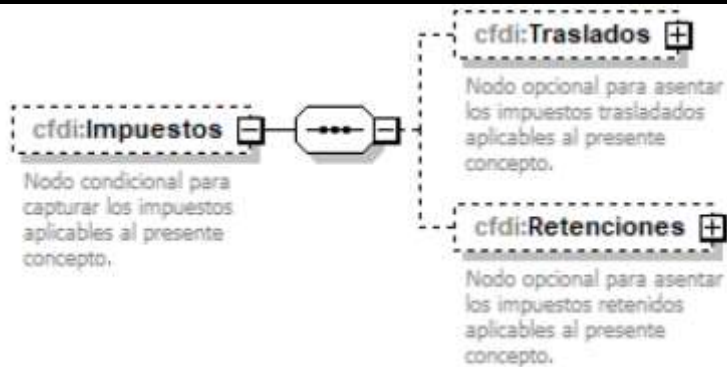 cfdi:Traslados
Nodo opcional para asentar
los impuestos trasladados
aplicables al presente
concepto.
cfdi:Impuestos
Nodo condicional para
capturar los impuestos
aplicables al presente
concepto.
cfdi:Retenciones
Nodo opcional para asentar
los impuestos retenidos
aplicables al presente
concepto.